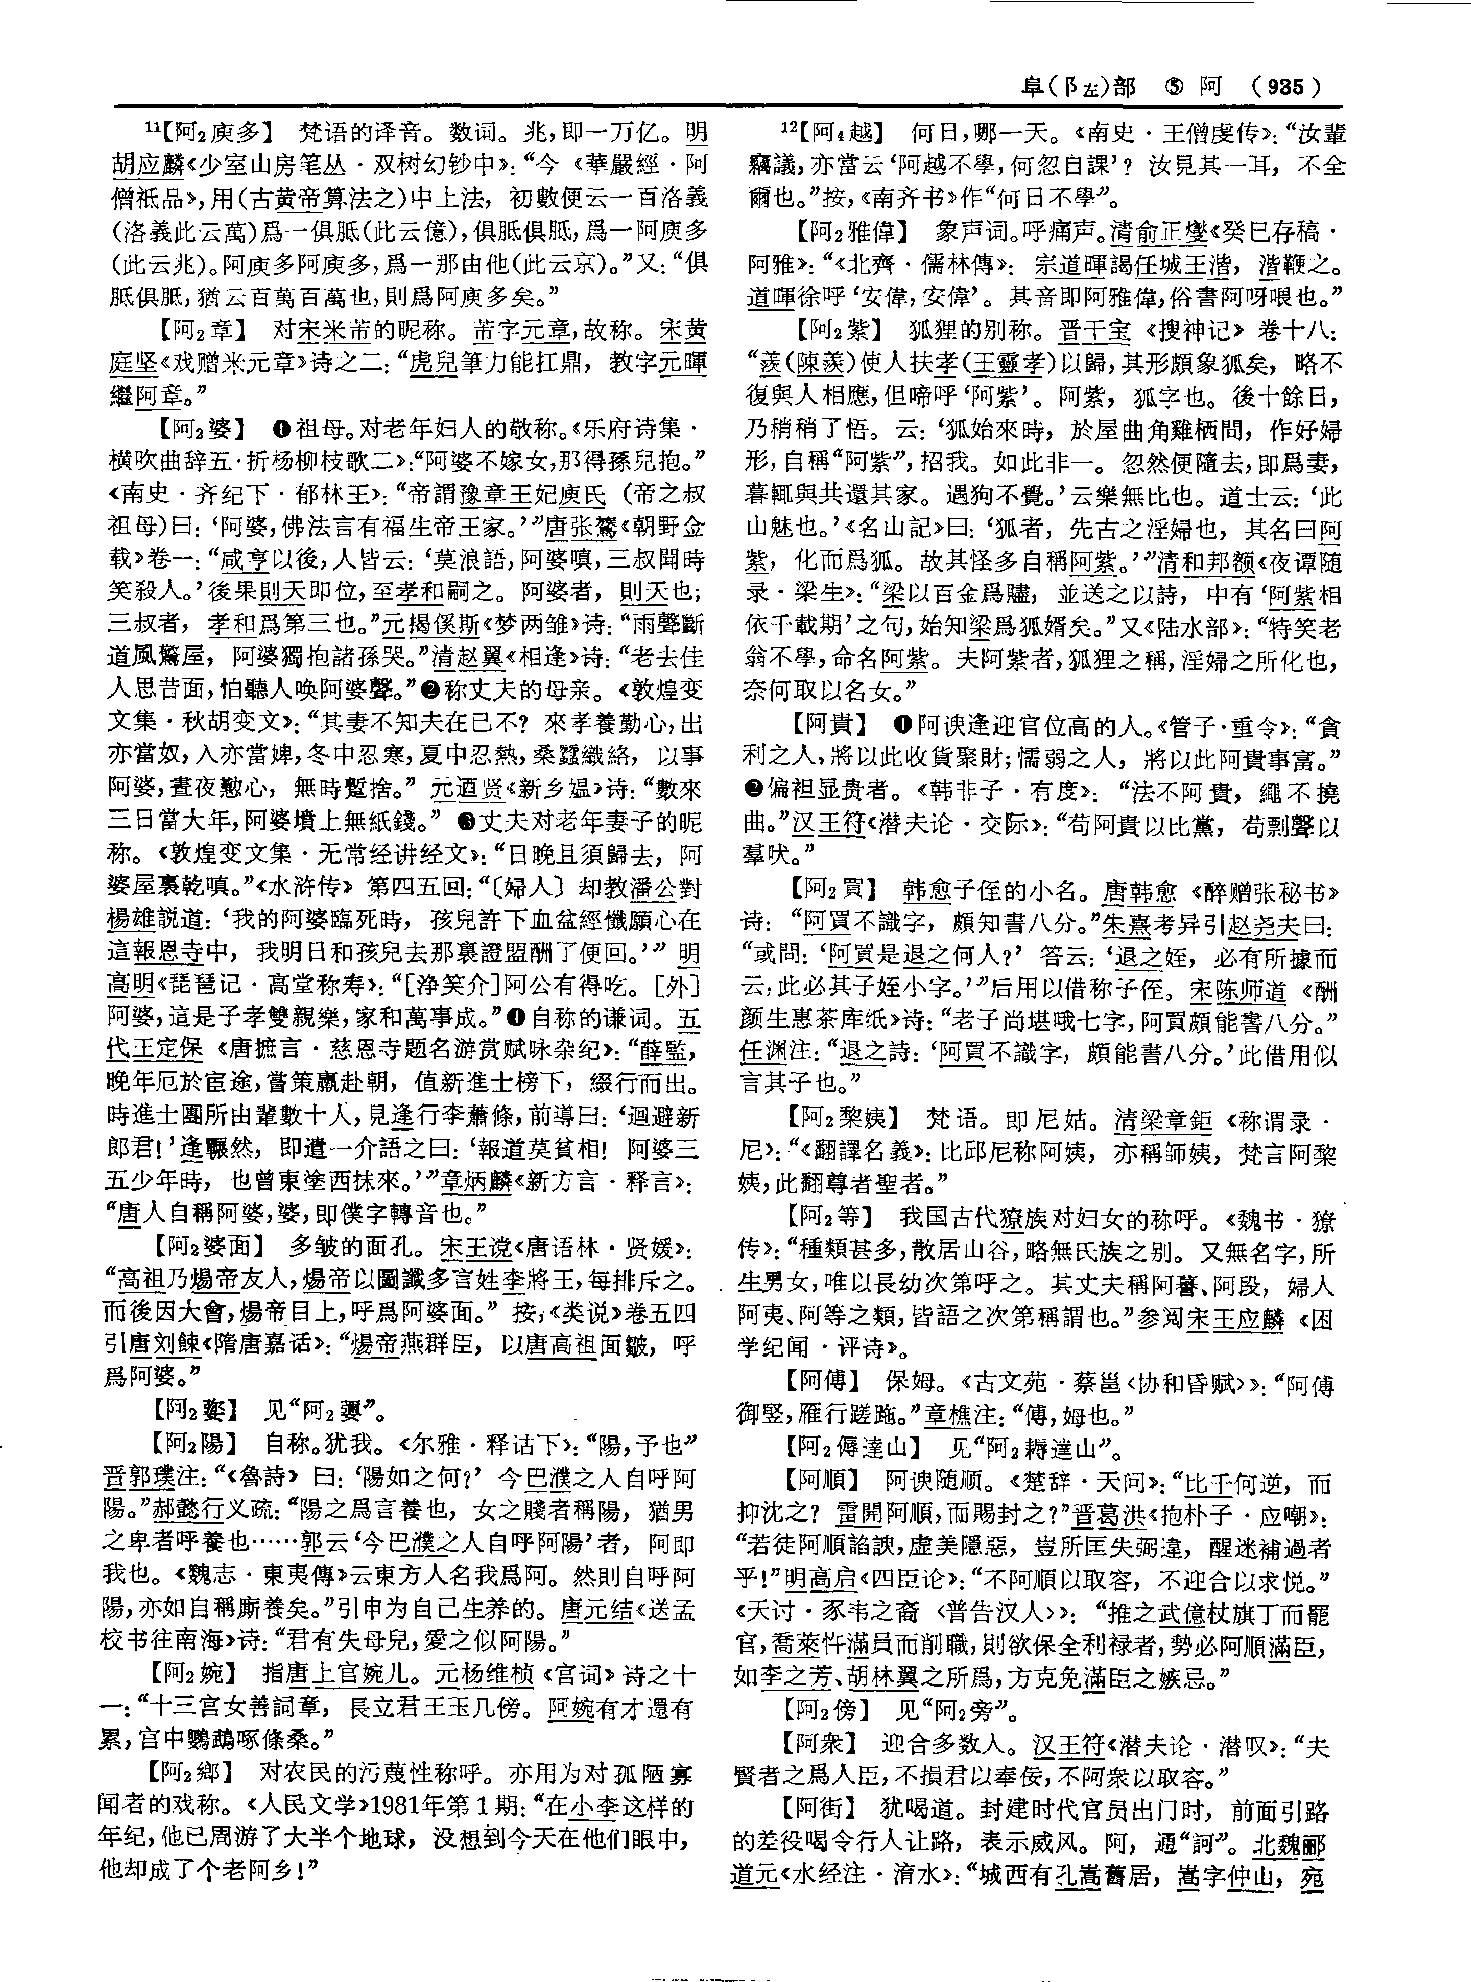 阜(阝左)部 ⑤ 阿 (935)
11【阿2庾多】 梵语的译音。数词。兆,即一万亿。明
胡应麟《少室山房笔丛·双树幻钞中》:“今《華嚴經·阿
僧祇品》,用(古黄帝算法之)中上法, 初數便云一百洛義
(洛義此云萬)爲一俱胝(此云億),俱胝俱胝,爲一阿庾多
(此云兆)。阿庾多阿庾多,爲一那由他(此云京)。”又:“俱
胝俱胝,猶云百萬百萬也,則爲阿庾多矣。”
【阿2章】 对宋米芾的昵称。芾字元章,故称。宋黄
庭坚《戏赠米元章》诗之二:“虎兒筆力能扛鼎, 教字元暉
繼阿章。”
【阿2婆】 ❶祖母。对老年妇人的敬称。《乐府诗集·
横吹曲辞五·折杨柳枝歌二》:“阿婆不嫁女,那得孫兒抱。”
《南史·齐纪下·郁林王》:“帝謂豫章王妃庾氏(帝之叔
祖母)曰:‘阿婆,佛法言有福生帝王家。’”唐张鷟《朝野佥
载》卷一:“咸亨以後,人皆云:‘莫浪語,阿婆嗔,三叔聞時
笑殺人。’後果則天即位,至孝和嗣之。阿婆者,則天也;
三叔者, 孝和爲第三也。”元揭傒斯《梦两雏》诗:“雨聲斷
道風驚屋, 阿婆獨抱諸孫哭。”清赵翼《相逢》诗:“老去佳
人思昔面,怕聽人唤阿婆聲。”❷称丈夫的母亲。《敦煌变
文集·秋胡变文》:“其妻不知夫在已不? 來孝養勤心,出
亦當奴,入亦當婢,冬中忍寒,夏中忍熱,桑蠶織絡, 以事
阿婆,晝夜懃心, 無時蹔捨。” 元迺贤《新乡媪》诗:“數來
三日當大年,阿婆墳上無紙錢。” ❸丈夫对老年妻子的昵
称。《敦煌变文集·无常经讲经文》:“日晚且須歸去, 阿
婆屋裏乾嗔。”《水浒传》第四五回:“〔婦人〕却教潘公對
楊雄説道:‘我的阿婆臨死時, 孩兒許下血盆經懺願心在
這報恩寺中, 我明日和孩兒去那裏證盟酬了便回。’” 明
高明《琵琶记·高堂称寿》:“[净笑介]阿公有得吃。[外]
阿婆,這是子孝雙親樂,家和萬事成。”❹自称的谦词。五
代王定保《唐摭言·慈恩寺题名游赏赋咏杂纪》:“薛監,
晚年厄於宦途,嘗策羸赴朝, 值新進士榜下, 綴行而出。
時進士團所由輩數十人,見逢行李蕭條,前導曰:‘迴避新
郎君!’逢冁然, 即遣一介語之曰:‘報道莫貧相! 阿婆三
五少年時, 也曾東塗西抹來。’”章炳麟《新方言·释言》:
“唐人自稱阿婆,婆,即僕字轉音也。”
【阿2婆面】 多皱的面孔。宋王谠《唐语林·贤媛》:
“高祖乃煬帝友人,煬帝以圖讖多言姓李將王,每排斥之。
而後因大會,煬帝目上,呼爲阿婆面。” 按,《类说》卷五四
引唐刘餗《隋唐嘉话》:“煬帝燕群臣, 以唐高祖面皺, 呼
爲阿婆。”
【阿2䯼】 见“阿2䙅”。
【阿2陽】 自称。犹我。《尔雅·释诂下》:“陽,予也”
晋郭璞注:“《魯詩》曰:‘陽如之何?’ 今巴濮之人自呼阿
陽。”郝懿行义疏:“陽之爲言養也, 女之賤者稱陽, 猶男
之卑者呼養也……郭云‘今巴濮之人自呼阿陽’者, 阿即
我也。《魏志·東夷傳》云東方人名我爲阿。然則自呼阿
陽,亦如自稱廝養矣。”引申为自己生养的。唐元结《送孟
校书往南海》诗:“君有失母兒,愛之似阿陽。”
【阿2婉】 指唐上官婉儿。元杨维桢《宫词》诗之十
一:“十三宫女善詞章, 長立君王玉几傍。阿婉有才還有
累,宫中鸚鵡啄條桑。”
【阿2鄉】 对农民的污蔑性称呼。亦用为对孤陋寡
闻者的戏称。《人民文学》1981年第1期:“在小李这样的
年纪,他已周游了大半个地球, 没想到今天在他们眼中,
他却成了个老阿乡!”
12【阿4越】 何日,哪一天。《南史·王僧虔传》:“汝輩
竊議,亦當云‘阿越不學,何忽自課’? 汝見其一耳, 不全
爾也。”按,《南齐书》作“何日不學”。
【阿2雅偉】 象声词。呼痛声。清俞正燮《癸巳存稿·
阿雅》:“《北齊·儒林傳》: 宗道暉謁任城王湝, 湝鞭之。
道暉徐呼‘安偉,安偉’。其音即阿雅偉,俗書阿呀哏也。”
【阿2紫】 狐狸的别称。晋干宝《搜神记》卷十八:
“羨(陳羨)使人扶孝(王靈孝)以歸,其形頗象狐矣, 略不
復與人相應,但啼呼‘阿紫’。阿紫, 狐字也。後十餘日,
乃稍稍了悟。云:‘狐始來時, 於屋曲角雞栖間, 作好婦
形,自稱“阿紫”,招我。如此非一。忽然便隨去,即爲妻,
暮輒與共還其家。遇狗不覺。’云樂無比也。道士云:‘此
山魅也。’《名山記》曰:‘狐者, 先古之淫婦也, 其名曰阿
紫, 化而爲狐。故其怪多自稱阿紫。’”清和邦额《夜谭随
录·梁生》:“梁以百金爲贐, 並送之以詩, 中有‘阿紫相
依千載期’之句,始知梁爲狐婿矣。”又《陆水部》:“特笑老
翁不學,命名阿紫。夫阿紫者,狐狸之稱,淫婦之所化也,
奈何取以名女。”
【阿貴】 ❶阿谀逢迎官位高的人。《管子·重令》:“貪
利之人,將以此收貨聚財;懦弱之人, 將以此阿貴事富。”
❷偏袒显贵者。《韩非子·有度》: “法不阿貴, 繩不撓
曲。”汉王符《潜夫论·交际》:“苟阿貴以比黨, 苟剽聲以
羣吠。”
【阿2買】 韩愈子侄的小名。唐韩愈《醉赠张秘书》
诗: “阿買不識字, 頗知書八分。”朱熹考异引赵尧夫曰:
“或問:‘阿買是退之何人?’ 答云:‘退之姪, 必有所據而
云,此必其子姪小字。’”后用以借称子侄。宋陈师道《酬
颜生惠茶库纸》诗:“老子尚堪哦七字,阿買頗能書八分。”
任渊注:“退之詩:‘阿買不識字, 頗能書八分。’此借用似
言其子也。”
【阿2黎姨】 梵语。即尼姑。清梁章鉅《称谓录·
尼》:“《翻譯名義》:比邱尼称阿姨, 亦稱師姨, 梵言阿黎
姨,此翻尊者聖者。”
【阿2等】 我国古代獠族对妇女的称呼。《魏书·獠
传》:“種類甚多,散居山谷,略無氏族之别。又無名字,所
生男女,唯以長幼次第呼之。其丈夫稱阿謩、阿段, 婦人
阿夷、阿等之類,皆語之次第稱謂也。”参阅宋王应麟《困
学纪闻·评诗》。
【阿傅】 保姆。《古文苑·蔡邕〈协和昏赋〉》:“阿傅
御竪,雁行蹉跎。”章樵注:“傅,姆也。”
【阿2傉達山】 见“阿2耨達山”。
【阿順】 阿谀随顺。《楚辞·天问》:“比干何逆, 而
抑沈之? 雷開阿順,而賜封之?”晋葛洪《抱朴子·应嘲》:
“若徒阿順諂諛,虚美隱惡, 豈所匡失弼違, 醒迷補過者
乎!”明高启《四臣论》:“不阿順以取容, 不迎合以求悦。”
《天讨·豕韦之裔〈普告汉人〉》: “推之武億杖旗丁而罷
官,喬萊忤滿員而削職,則欲保全利禄者,勢必阿順滿臣,
如李之芳、胡林翼之所爲,方克免滿臣之嫉忌。”
【阿2傍】 见“阿2旁”。
【阿衆】 迎合多数人。汉王符《潜夫论·潜叹》:“夫
賢者之爲人臣,不損君以奉佞,不阿衆以取容。”
【阿街】 犹喝道。封建时代官员出门时, 前面引路
的差役喝令行人让路, 表示威风。阿, 通“訶”。北魏郦
道元《水经注·淯水》:“城西有孔嵩舊居, 嵩字仲山, 宛